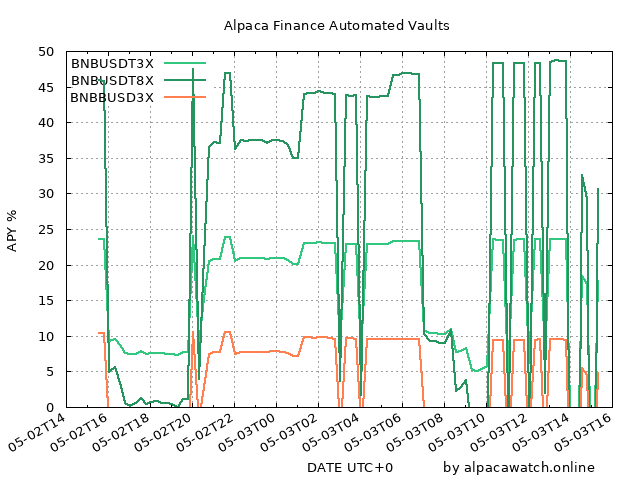 Alpaca Finance Automated Vaults
BNBUSDT3X
BNBUSDT8X
BNBBUSD3X
50
45
40
35
30
25
20
15
10
5
0
APY %
05-02T14
05-02T16
05-02T18
05-02T20
05-02T22
05-03T00
05-03T02
05-03T04
05-03T06
05-03T08
05-03T10
05-03T12
05-03T14
05-03T16
DATE UTC+0
by alpacawatch.online